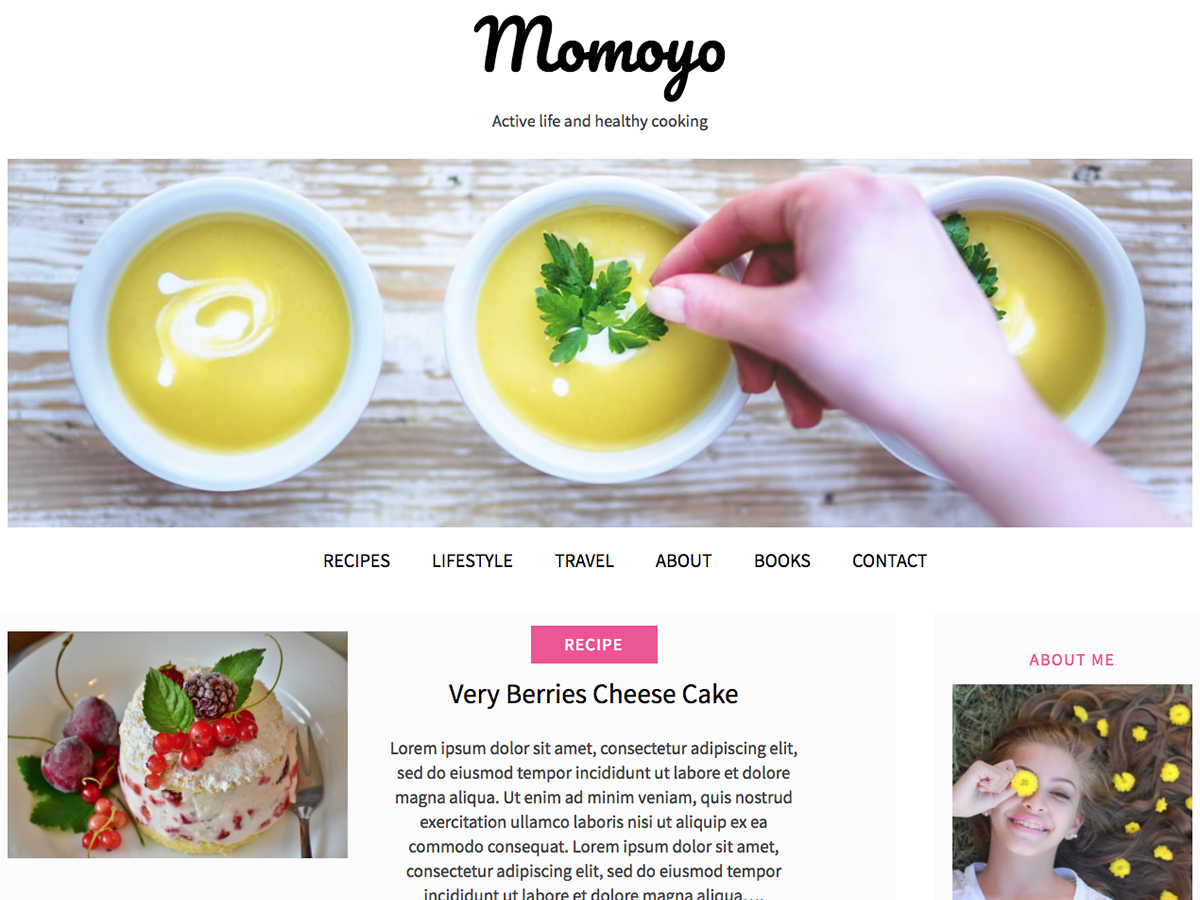 Momoyo
Active life and healthy cooking
RECIPES LIFESTYLE TRAVEL ABOUT BOOKS CONTACT
RECIPE
Very Berries Cheese Cake
Lorem ipsum dolor sit amet, consectetur adipiscing elit,
sed do eiusmod tempor incididunt ut labore et dolore
magna aliqua. Ut enim ad minim veniam, quis nostrud
exercitation ullamco laboris nisi ut aliquip ex ea
commodo consequat. Lorem ipsum dolor sit amet,
consectetur adipiscing elit, sed do eiusmod tempor
incididunt ut labore et dolore magna aliqua.…
ABOUT ME